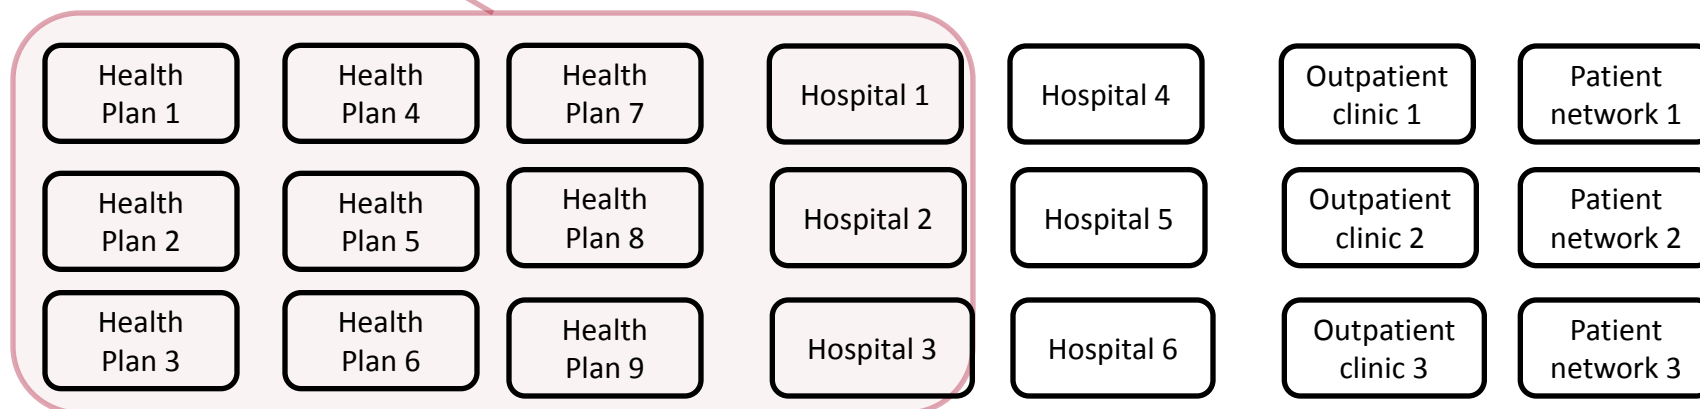 Health
Plan 1
Health
Plan 4
Health
Plan 7
Hospital 1
Hospital 4
Outpatient
clinic 1
Patient
network 1
Health
Plan 2
Health
Plan 5
Health
Plan 8
Hospital 2
Hospital 5
Outpatient
clinic 2
Patient
network 2
Health
Plan 3
Health
Plan 6
Health
Plan 9
Hospital 3
Hospital 6
Outpatient
clinic 3
Patient
network 3